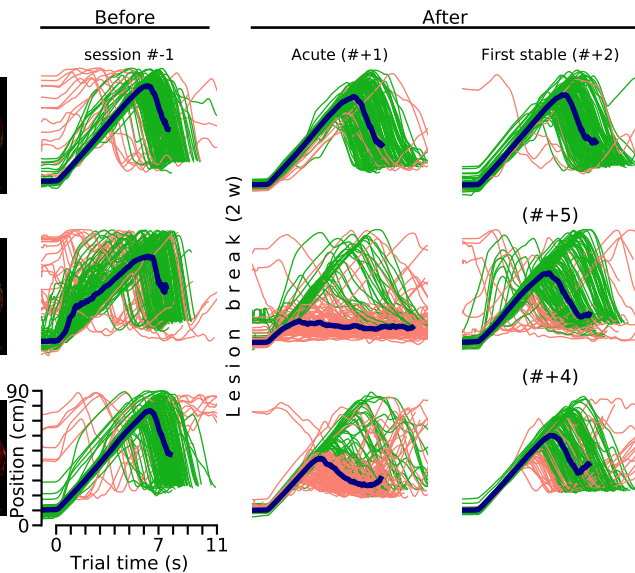 Before
After
session #-1
Acute (#+1)
First stable (#+2)
Lesion break (2 w)
(#+5)
(#+4)
90
Position (cm)
0
0 7 11
Trial time (s)